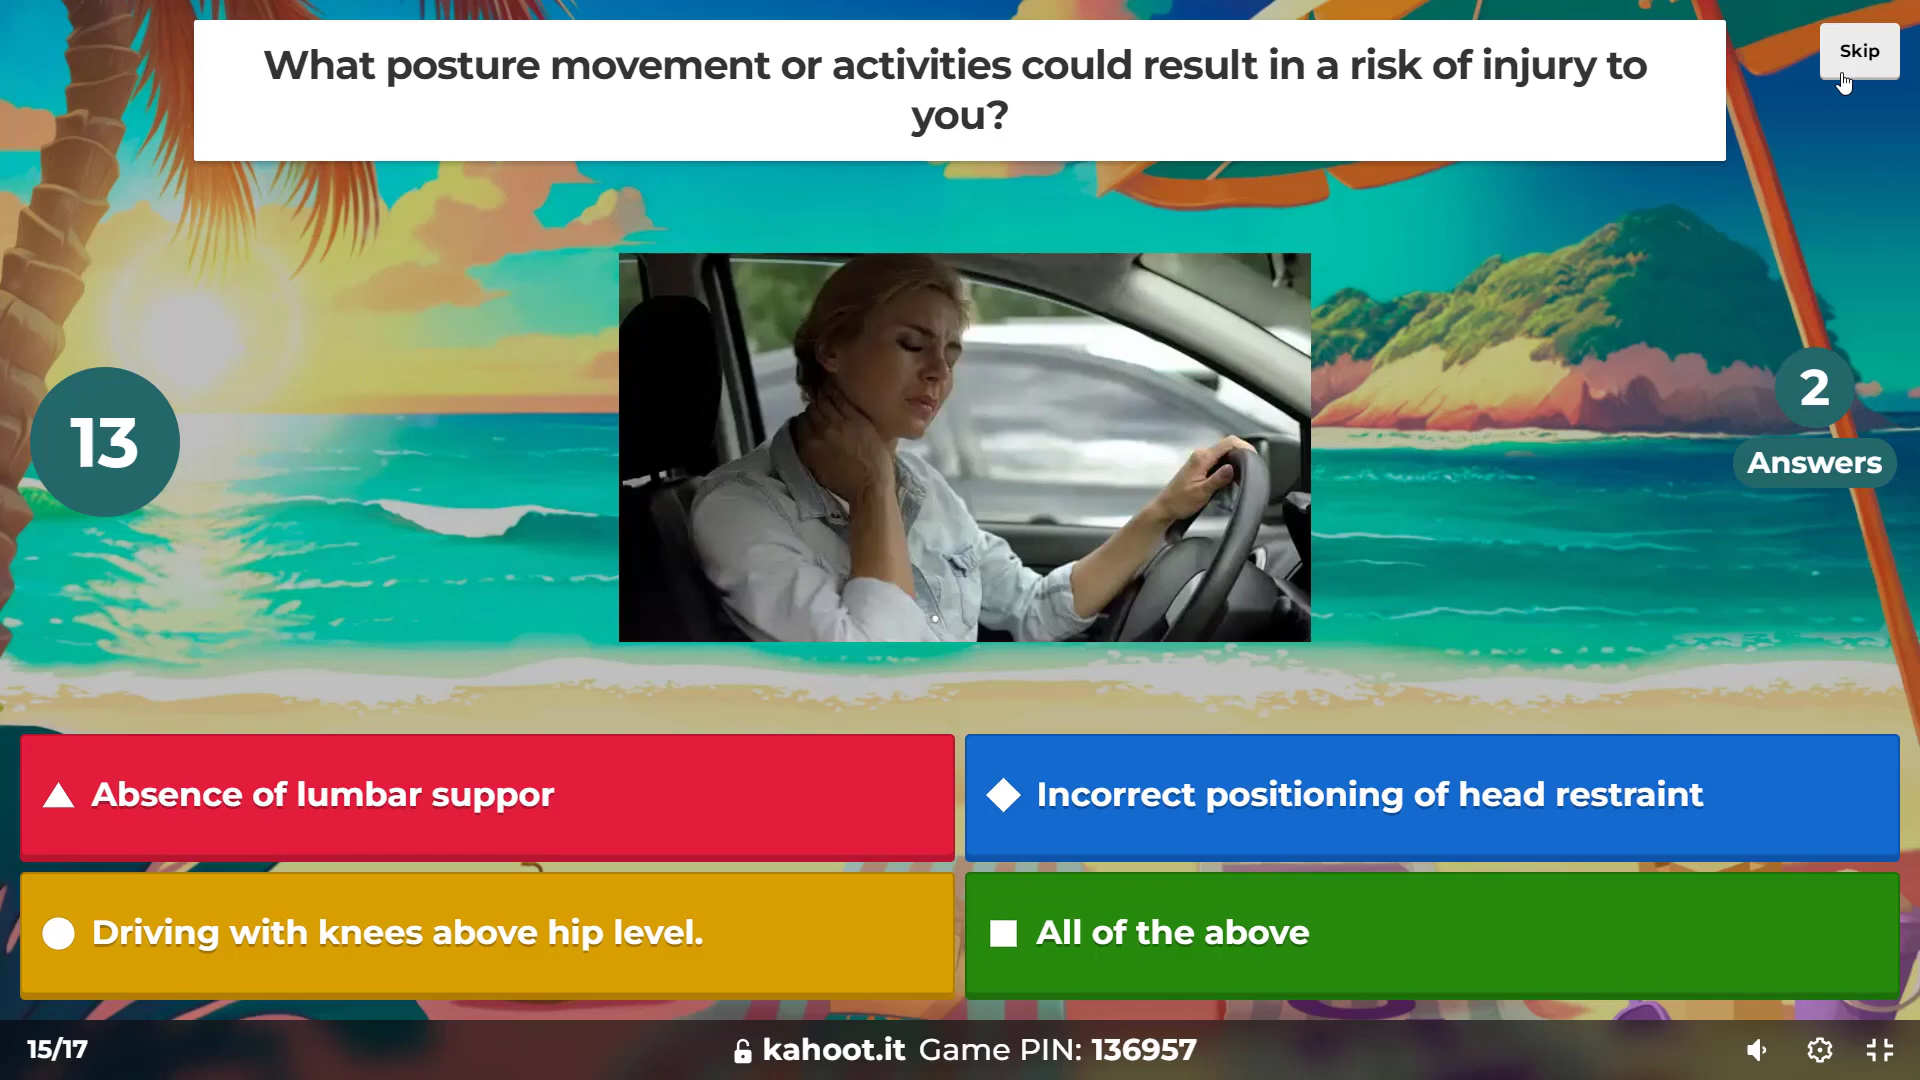 What posture movement or activities could result in a risk of injury to
you?
Skip
13
2
Answers
Absence of lumbar suppor
Incorrect positioning of head restraint
Driving with knees above hip level.
All of the above
15/17
kahoot.it Game PIN: 136957